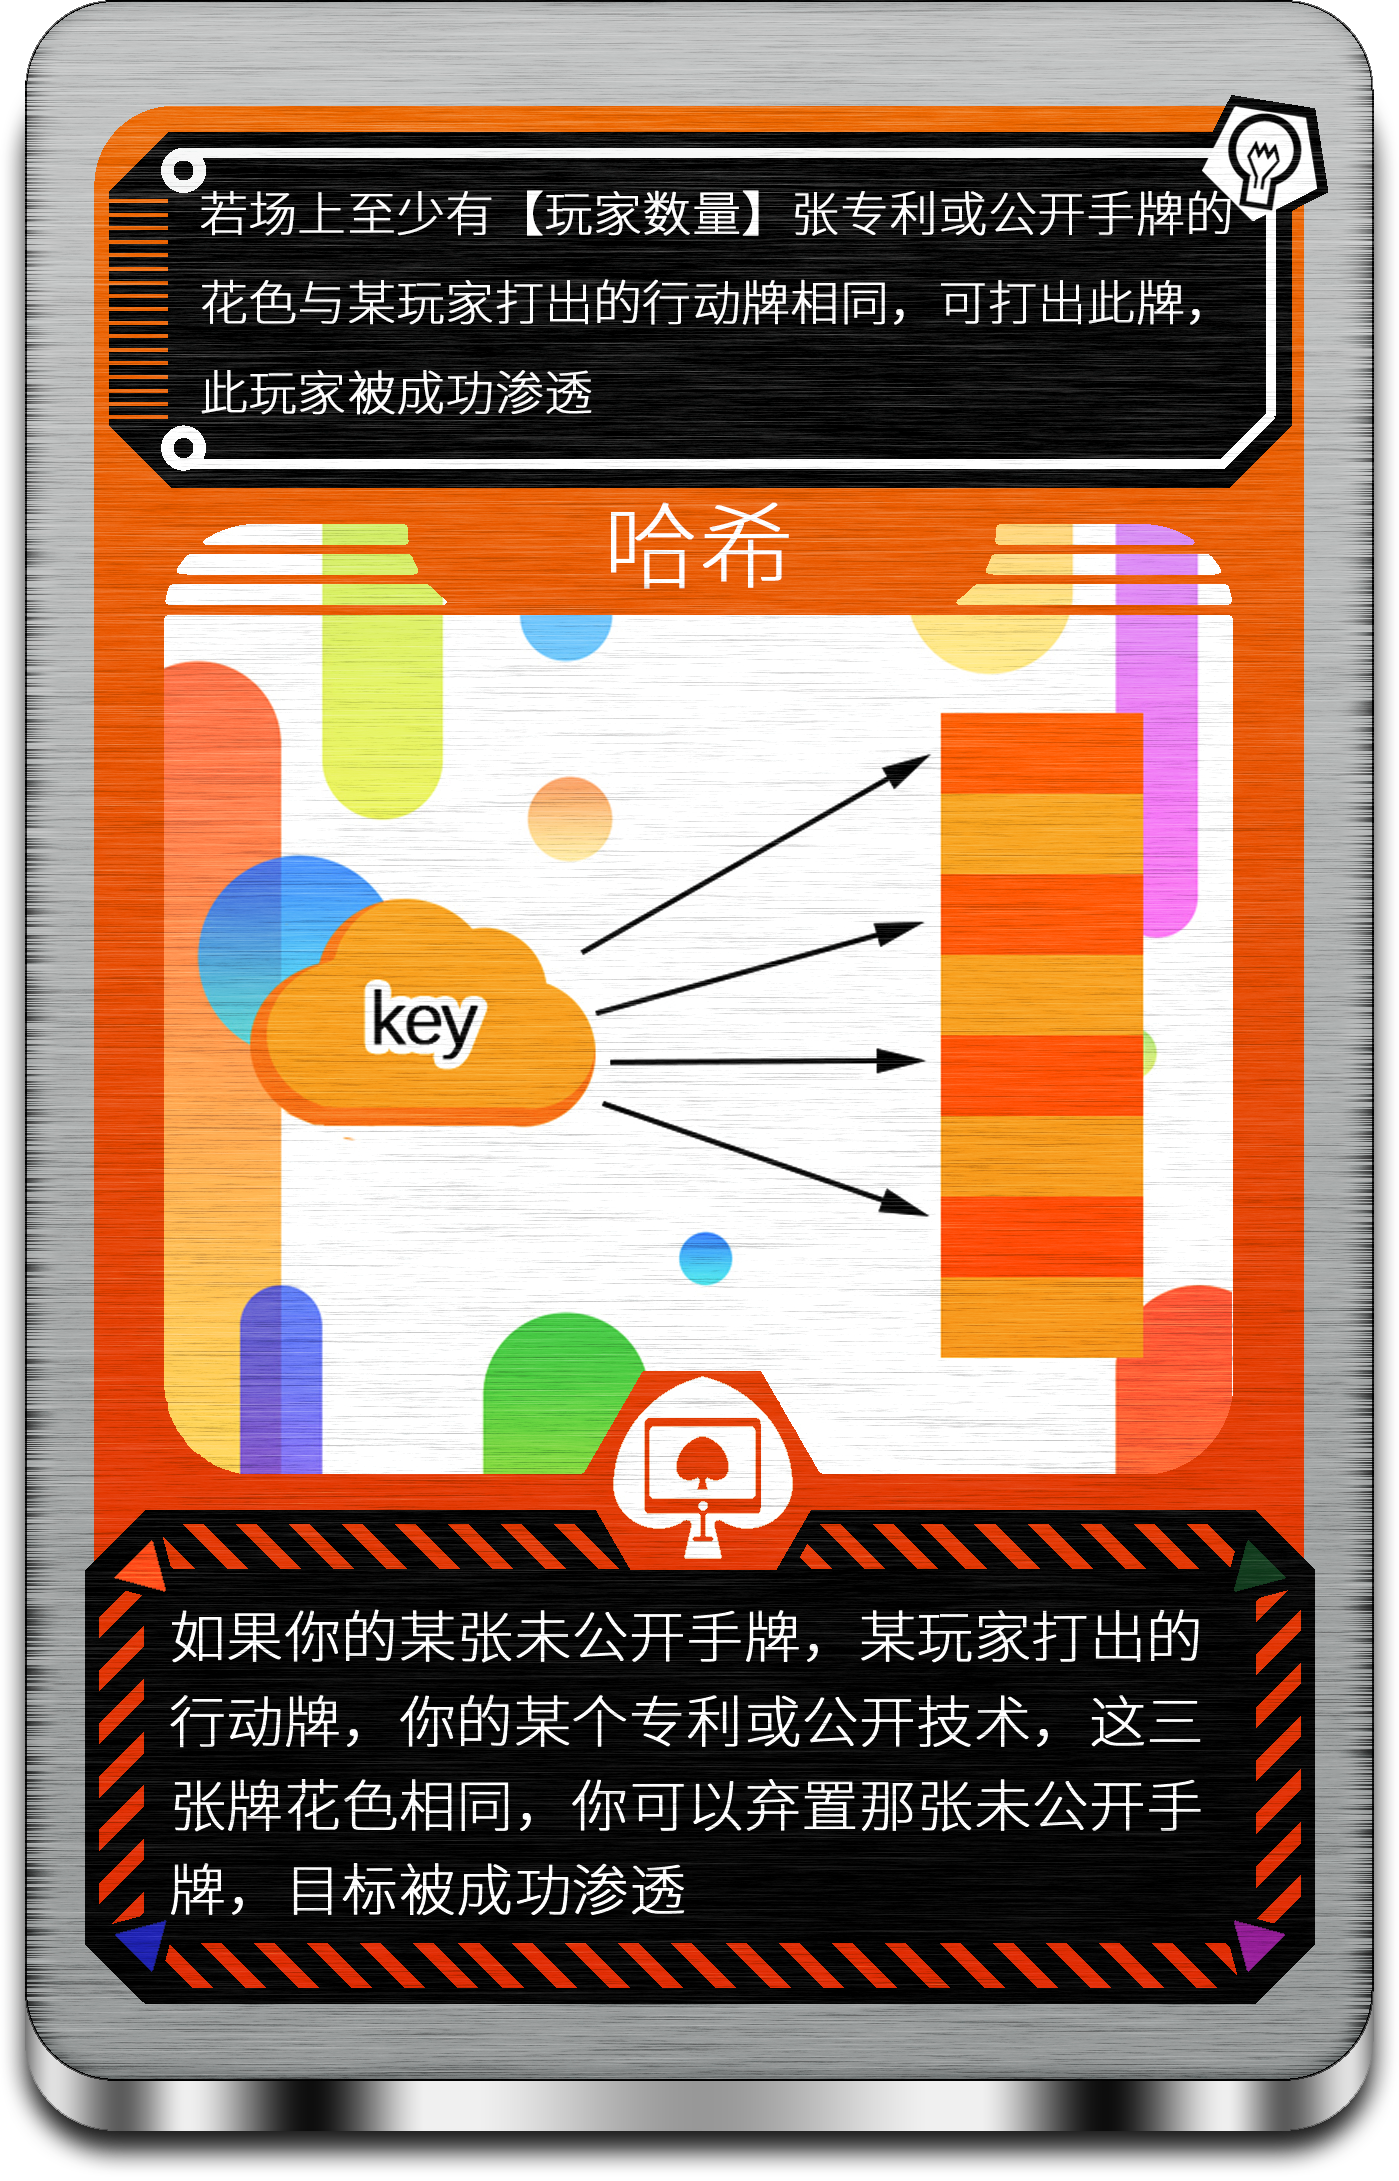 若场上至少有【玩家数量】张专利或公开手牌的
花色与某玩家打出的行动牌相同，可打出此牌，
此玩家被成功渗透
哈希
key
如果你的某张未公开手牌，某玩家打出的
行动牌，你的某个专利或公开技术，这三
张牌花色相同，你可以弃置那张未公开手
牌，目标被成功渗透